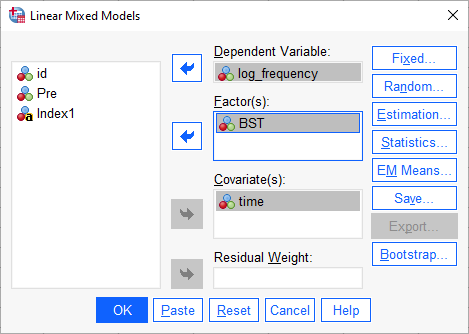 Linear Mixed Models
id
Pre
Index1
Dependent Variable:
log_frequency
Factor(s):
BST
Covariate(s):
time
Residual Weight:
Fixed...
Random...
Estimation...
Statistics...
EM Means...
Save...
Export...
Bootstrap...
OK
Paste
Reset
Cancel
Help